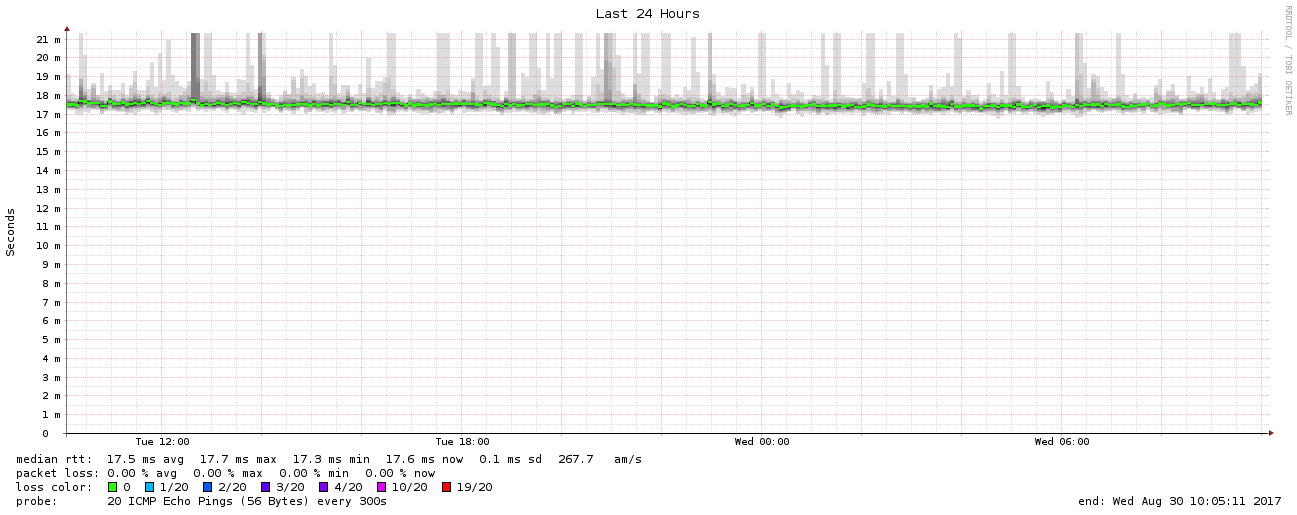 Last 24 Hours
RRDTOOL / TOBI OETIKER
Seconds
21 m
20 m
19 m
18 m
17 m
16 m
15 m
14 m
13 m
12 m
11 m
10 m
9 m
8 m
7 m
6 m
5 m
4 m
3 m
2 m
1 m
0
Tue 12:00 Tue 18:00 Wed 00:00 Wed 06:00
median rtt: 17.5 ms avg 17.7 ms max 17.3 ms min 17.6 ms now 0.1 ms sd 267.7 am/s
packet loss: 0.00 % avg 0.00 % max 0.00 % min 0.00 % now
loss color: 0 1/20 2/20 3/20 4/20 10/20 19/20
probe: 20 ICMP Echo Pings (56 Bytes) every 300s end: Wed Aug 30 10:05:11 2017